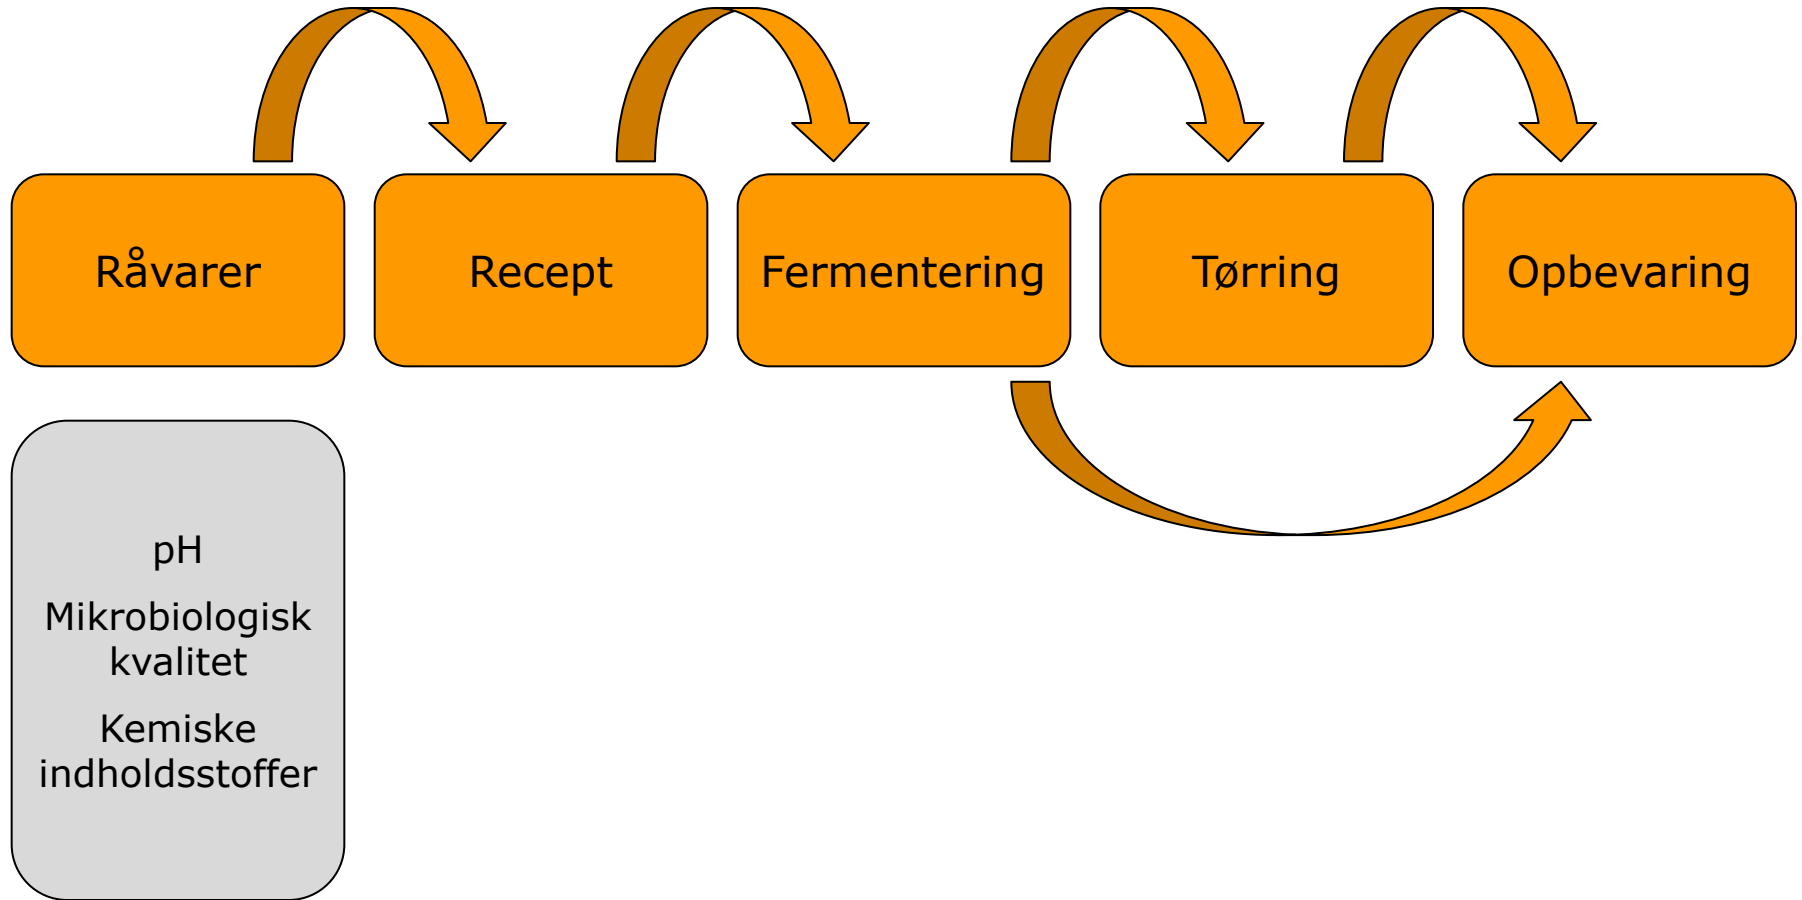 Råvarer
Recept
Fermentering
Tørring
Opbevaring
pH
Mikrobiologisk
kvalitet
Kemiske
indholdsstoffer